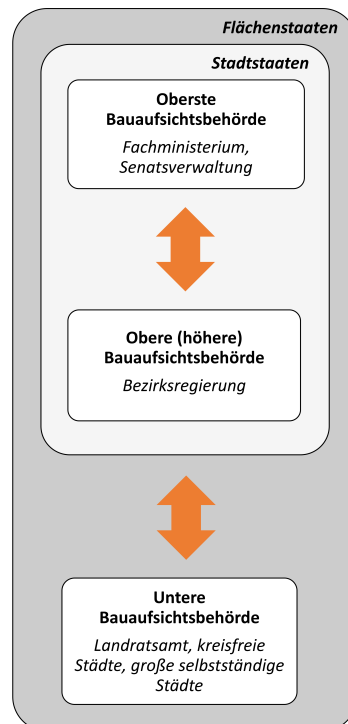 Flächenstaaten
Stadtstaaten
Oberste
Bauaufsichtsbehörde
Fachministerium,
Senatsverwaltung
Obere (höhere)
Bauaufsichtsbehörde
Bezirksregierung
Untere
Bauaufsichtsbehörde
Landratsamt, kreisfreie
Städte, große selbstständige
Städte